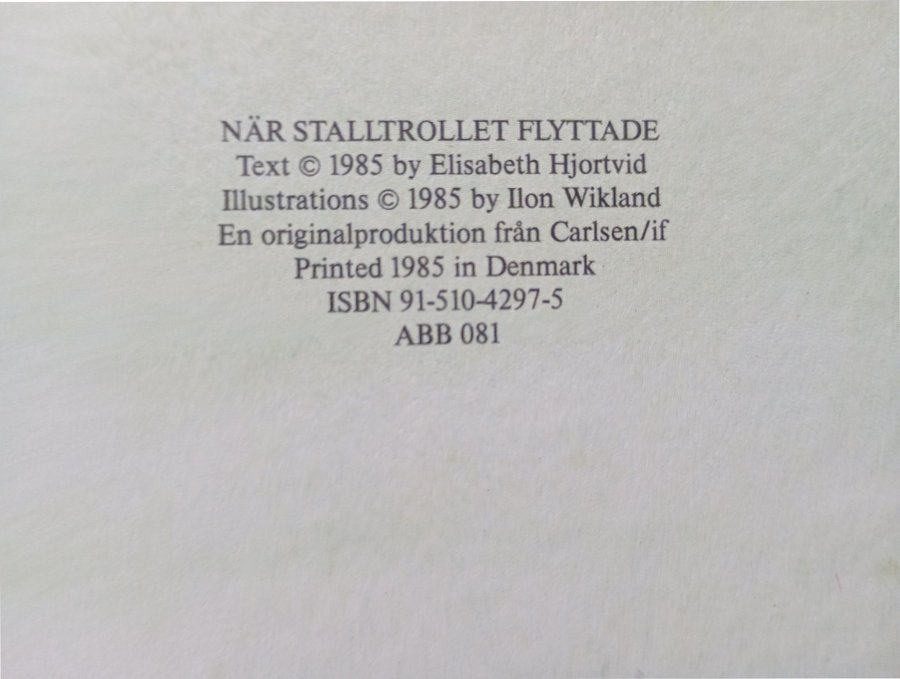 NÄR STALLTROLLET FLYTTADE
Text © 1985 by Elisabeth Hjortvid
Illustrations © 1985 by Ilon Wikland
En originalproduktion från Carlsen/if
Printed 1985 in Denmark
ISBN 91-510-4297-5
ABB 081